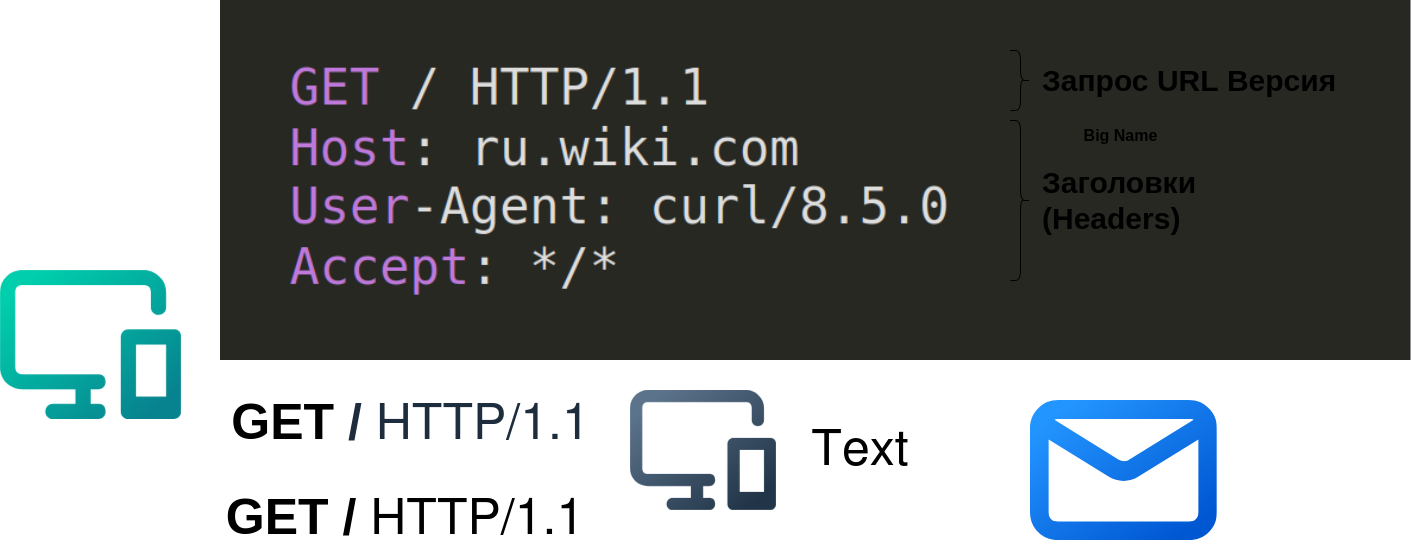 GET / HTTP/1.1
Запрос URL Версия
Host: ru.wiki.com
Big Name
User-Agent: curl/8.5.0
Заголовки
(Headers)
Accept: */*
GET / HTTP/1.1
Text
GET / HTTP/1.1